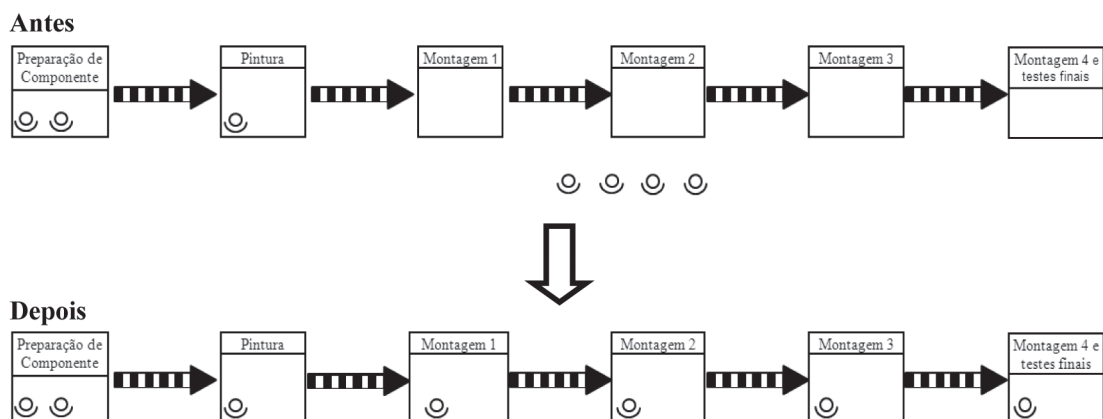 Antes
Preparação de
Componente
Pintura
Montagem 1
Montagem 2
Montagem 3
Montagem 4 e
testes finais
Depois
Preparação de
Componente
Pintura
Montagem 1
Montagem 2
Montagem 3
Montagem 4 e
testes finais